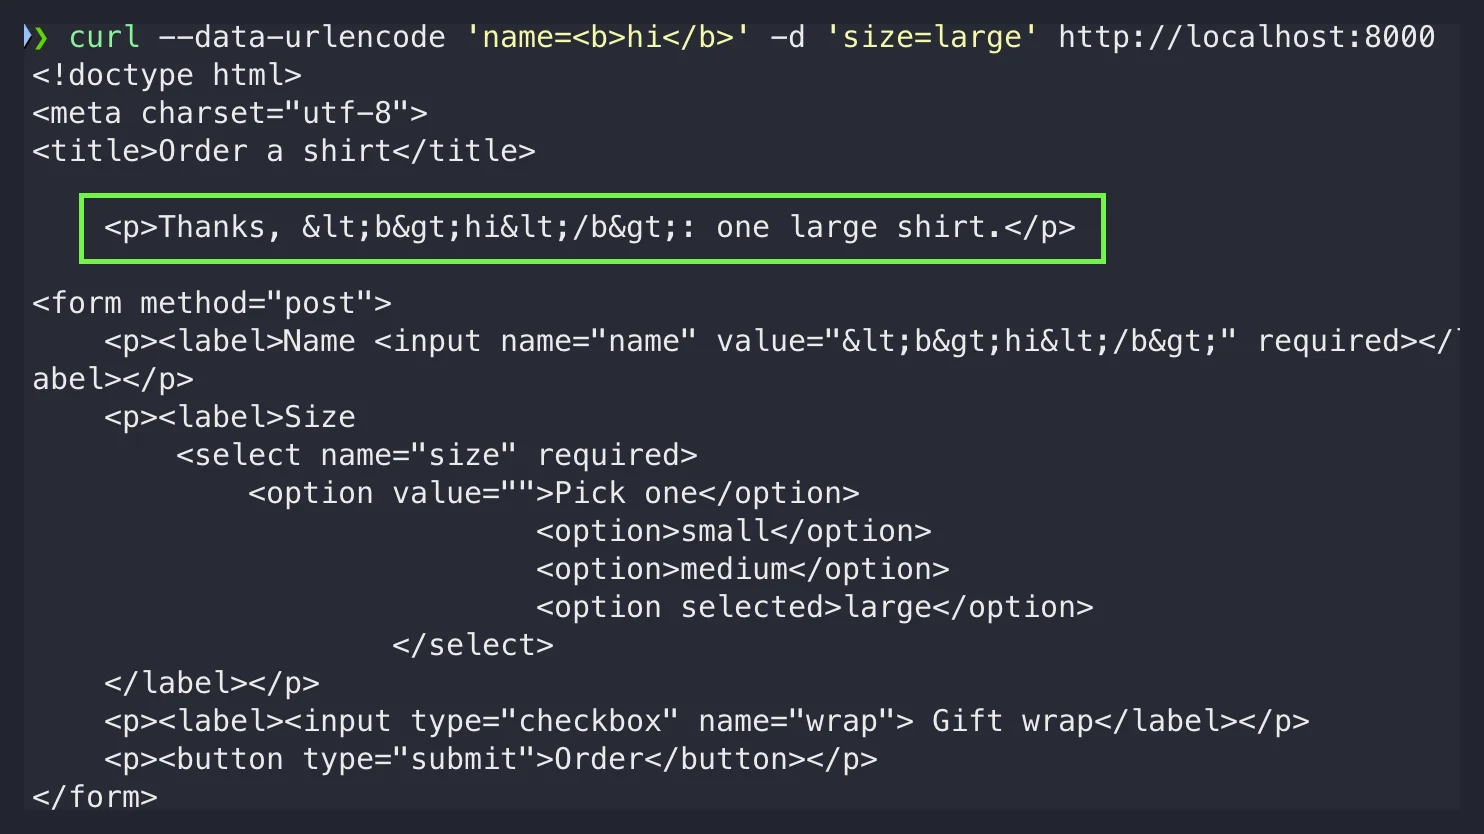 ❯ curl --data-urlencode 'name=<b>hi</b>' -d 'size=large' http://localhost:8000
<!doctype html>
<meta charset="utf-8">
<title>Order a shirt</title>
    <p>Thanks, &lt;b&gt;hi&lt;/b&gt;: one large shirt.</p>
<form method="post">
    <p><label>Name <input name="name" value="&lt;b&gt;hi&lt;/b&gt;" required></l
abel></p>
    <p><label>Size
        <select name="size" required>
            <option value="">Pick one</option>
                            <option>small</option>
                            <option>medium</option>
                            <option selected>large</option>
                    </select>
    </label></p>
    <p><label><input type="checkbox" name="wrap"> Gift wrap</label></p>
    <p><button type="submit">Order</button></p>
</form>